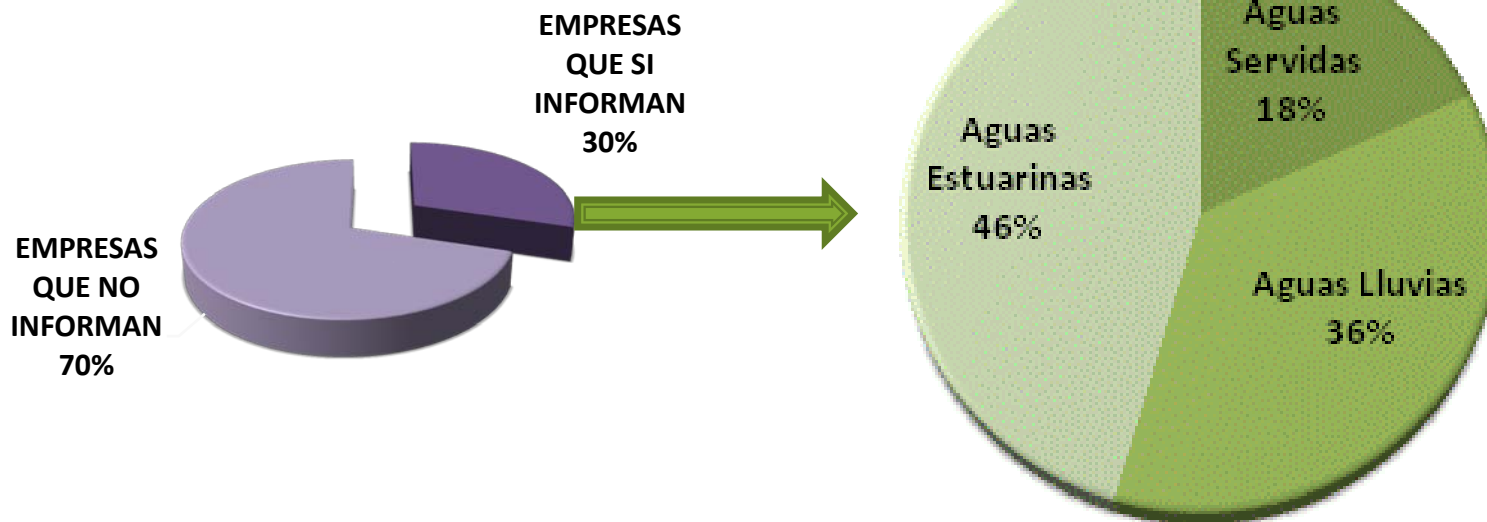 EMPRESAS
QUE SI
INFORMAN
30%
EMPRESAS
QUE NO
INFORMAN
70%
Aguas
Servidas
18%
Aguas
Estuarinas
46%
Aguas Lluvias
36%